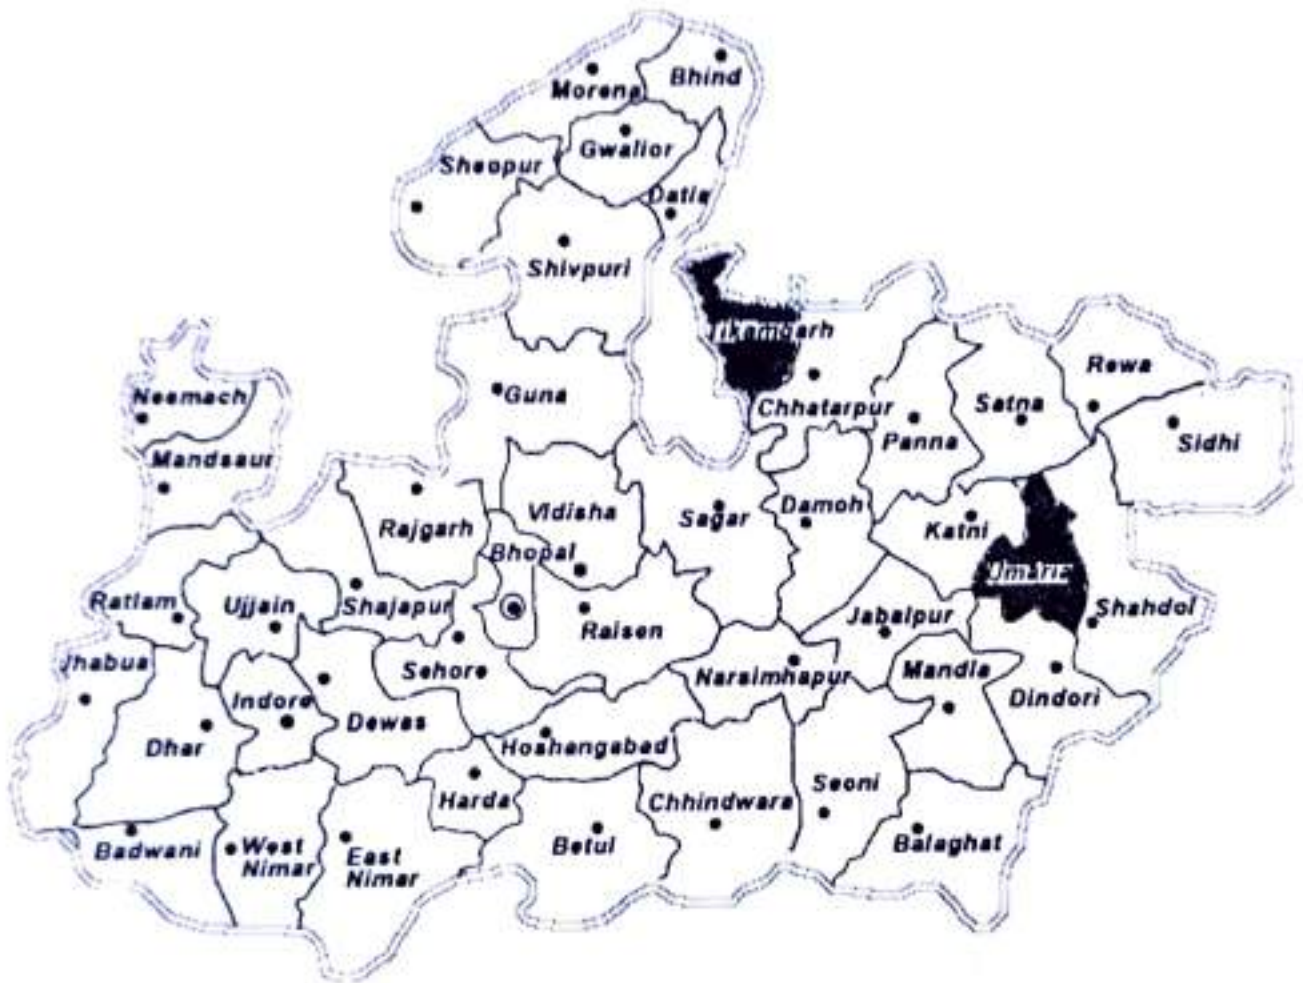 Bhind
Morena
Gwalior
Sheopur
Datia
Shivpuri
Tikamgarh
Rewa
Neemach
Guna
Chhatarpur
Satna
Panna
Sidhi
Mandsaur
Rajgarh
Vidisha
Sagar
Damoh
Katni
Bhopal
Umaria
Ratlam
Ujjain
Shajapur
Raisen
Jabalpur
Shahdol
Jhabua
Sehore
Narsimhapur
Mandla
Dindori
Indore
Dewas
Dhar
Hoshangabad
Harda
Chhindwara
Seoni
Badwani
West
Nimar
East
Nimar
Betul
Balaghat